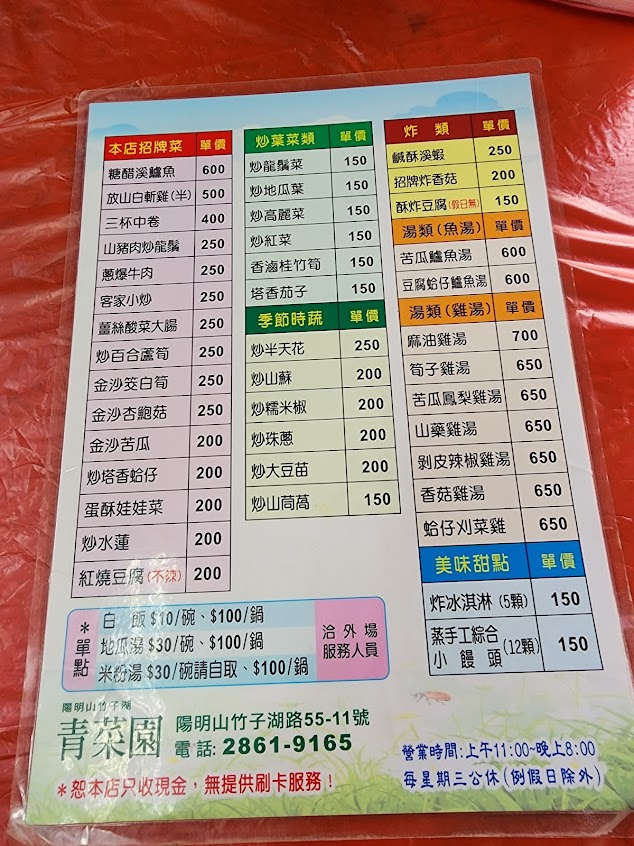 本店招牌菜 單價
糖醋溪鱸魚 600
放山白斬雞(半) 500
三杯中卷 400
山豬肉炒龍鬚 250
蔥爆牛肉 250
客家小炒 250
薑絲酸菜大腸 250
炒百合蘆筍 250
金沙筊白筍 250
金沙杏鮑菇 250
金沙苦瓜 200
炒塔香蛤仔 200
蛋酥娃娃菜 200
炒水蓮 200
紅燒豆腐(不辣) 200
炒葉菜類 單價
炒龍鬚菜 150
炒地瓜葉 150
炒高麗菜 150
炒紅菜 150
香滷桂竹筍 150
塔香茄子 150
季節時蔬 單價
炒半天花 250
炒山蘇 200
炒糯米椒 200
炒珠蔥 200
炒大豆苗 200
炒山茼萵 150
炸 類 單價
鹹酥溪蝦 250
招牌炸香菇 200
酥炸豆腐(假日無) 150
湯類(魚湯) 單價
苦瓜鱸魚湯 600
豆腐蛤仔鱸魚湯 600
湯類(雞湯) 單價
麻油雞湯 700
筍子雞湯 650
苦瓜鳳梨雞湯 650
山藥雞湯 650
剝皮辣椒雞湯 650
香菇雞湯 650
蛤仔刈菜雞 650
美味甜點 單價
炸冰淇淋(5顆) 150
蒸手工綜合
小饅頭(12顆) 150
*單點
白 飯 $10/碗、$100/鍋
地瓜湯 $30/碗、$100/鍋
米粉湯 $30/碗請自取、$100/鍋
洽外場
服務人員
陽明山竹子湖
青菜園
陽明山竹子湖路55-11號
電話:2861-9165
*恕本店只收現金,無提供刷卡服務!
營業時間:上午11:00~晚上8:00
每星期三公休(例假日除外)